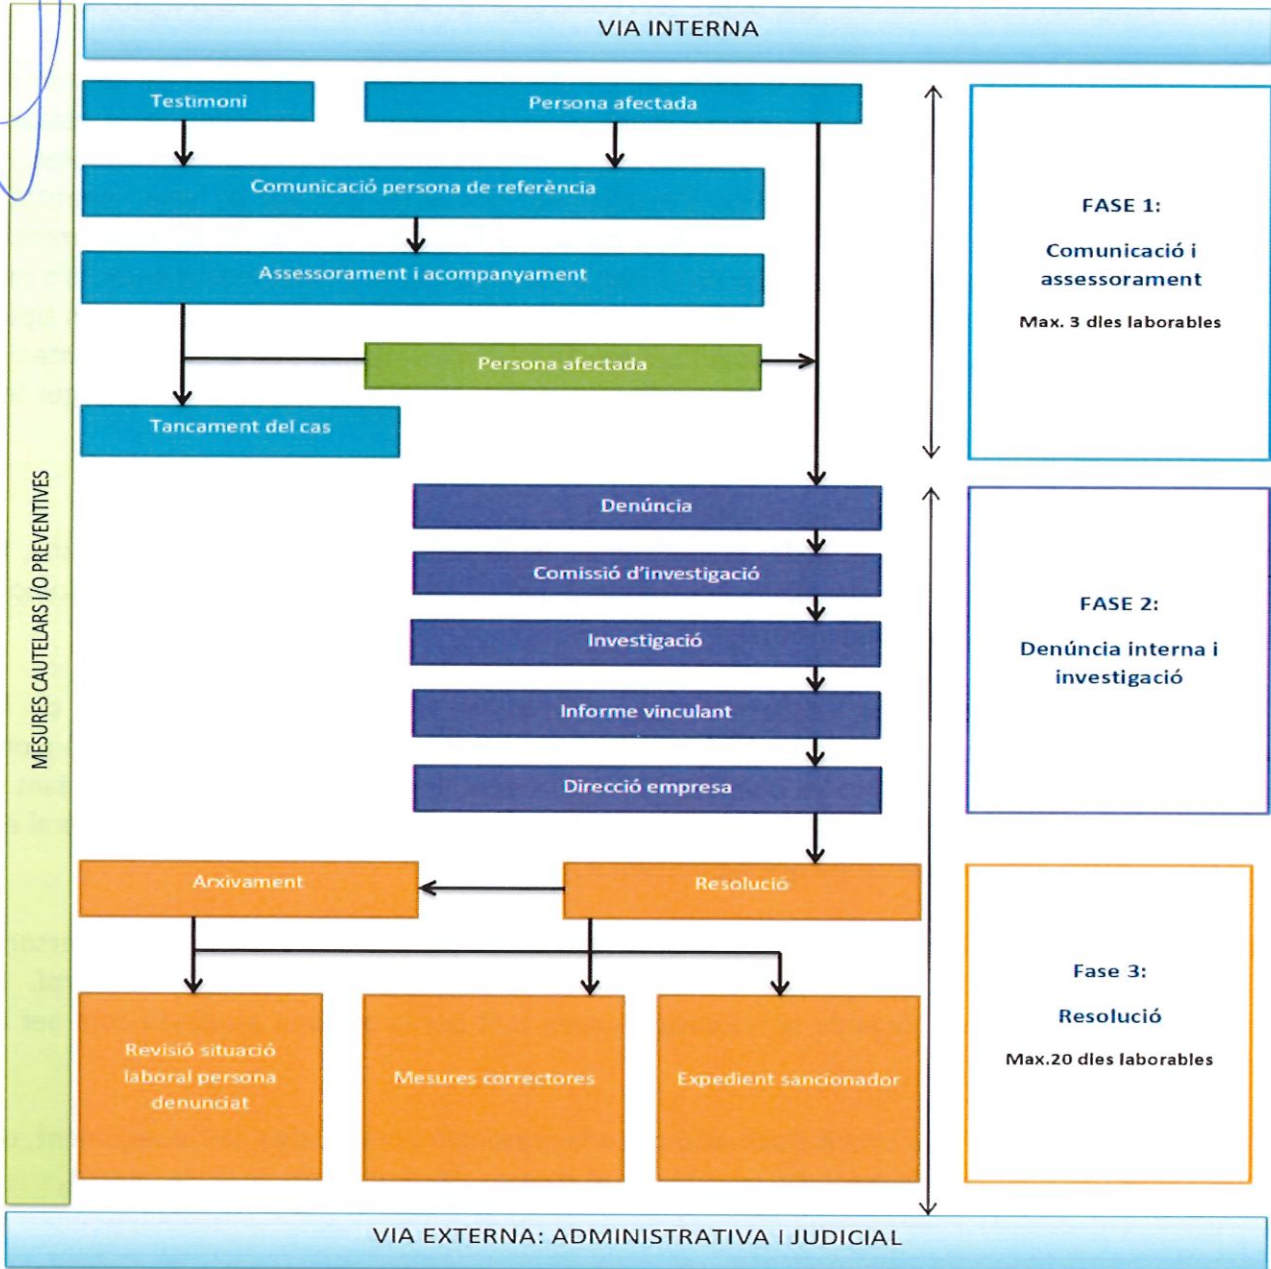 VIA INTERNA
Testimoni
Persona afectada
Comunicació persona de referència
Assessorament i acompanyament
Persona afectada
Tancament del cas
FASE 1:
Comunicació i
assessorament
Max. 3 dies laborables
MESURES CAUTELARS I/O PREVENTIVES
Denúncia
Comissió d'investigació
Investigació
Informe vinculant
Direcció empresa
FASE 2:
Denúncia interna i
investigació
Arxivament
Resolució
Revisió situació
laboral persona
denunciat
Mesures correctores
Expedient sancionador
Fase 3:
Resolució
Max.20 dies laborables
VIA EXTERNA: ADMINISTRATIVA I JUDICIAL